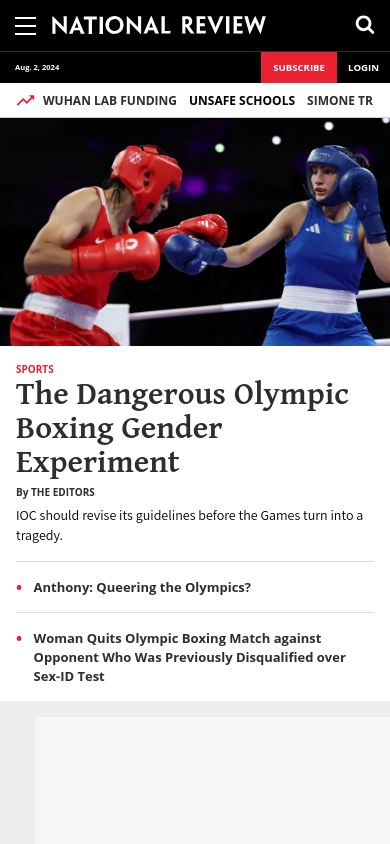 NATIONAL REVIEW
Aug. 2, 2024
SUBSCRIBE
LOGIN
WUHAN LAB FUNDING UNSAFE SCHOOLS SIMONE TR
SPORTS
The Dangerous Olympic
Boxing Gender
Experiment
By THE EDITORS
IOC should revise its guidelines before the Games turn into a
tragedy.
Anthony: Queering the Olympics?
Woman Quits Olympic Boxing Match against
Opponent Who Was Previously Disqualified over
Sex-ID Test